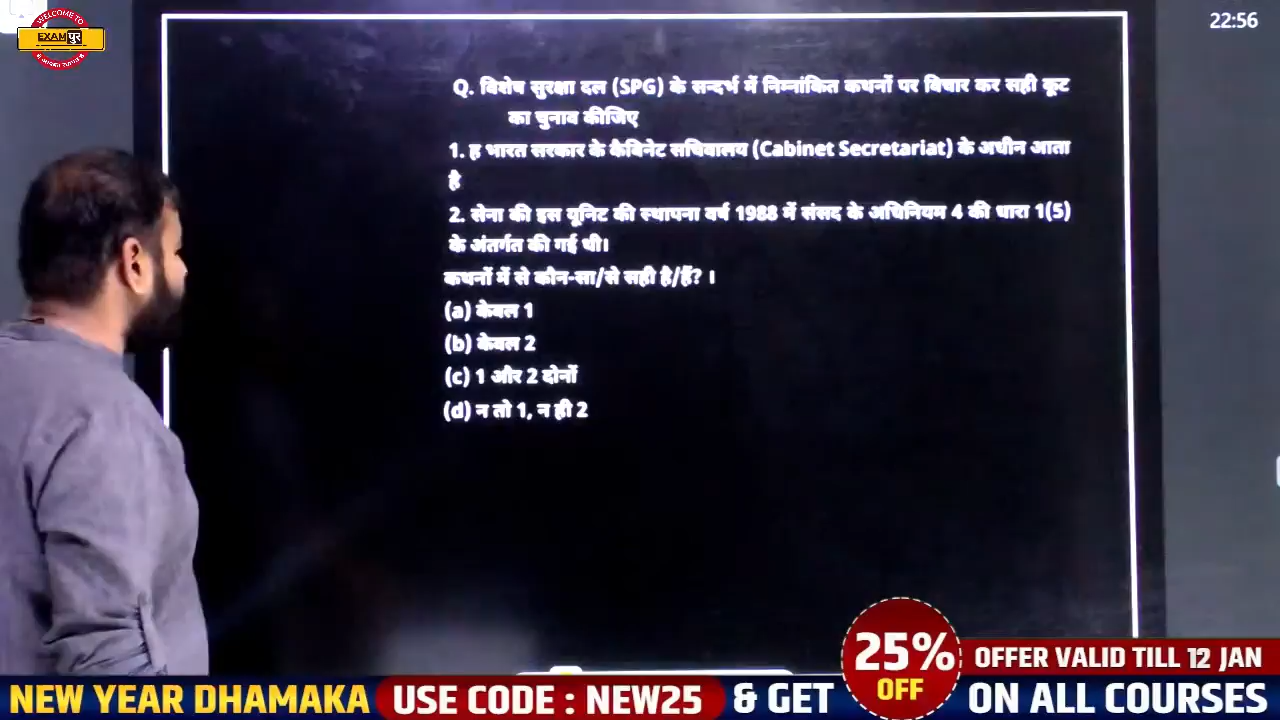 WELCOME TO
EXAMपुर
22:56
Q. विशेष सुरक्षा दल (SPG) के सन्दर्भ में निम्नांकित कथनों पर विचार कर सही कूट
का चुनाव कीजिए
1. ह भारत सरकार के कैबिनेट सचिवालय (Cabinet Secretariat) के अधीन आता
है
2. सेना की इस यूनिट की स्थापना वर्ष 1988 में संसद के अधिनियम 4 की धारा 1(5)
के अंतर्गत की गई थी।
कथनों में से कौन-सा/से सही है/हैं? ।
(a) केवल 1
(b) केवल 2
(c) 1 और 2 दोनों
(d) न तो 1, न ही 2
25% OFF
OFFER VALID TILL 12 JAN
NEW YEAR DHAMAKA USE CODE : NEW25 & GET ON ALL COURSES